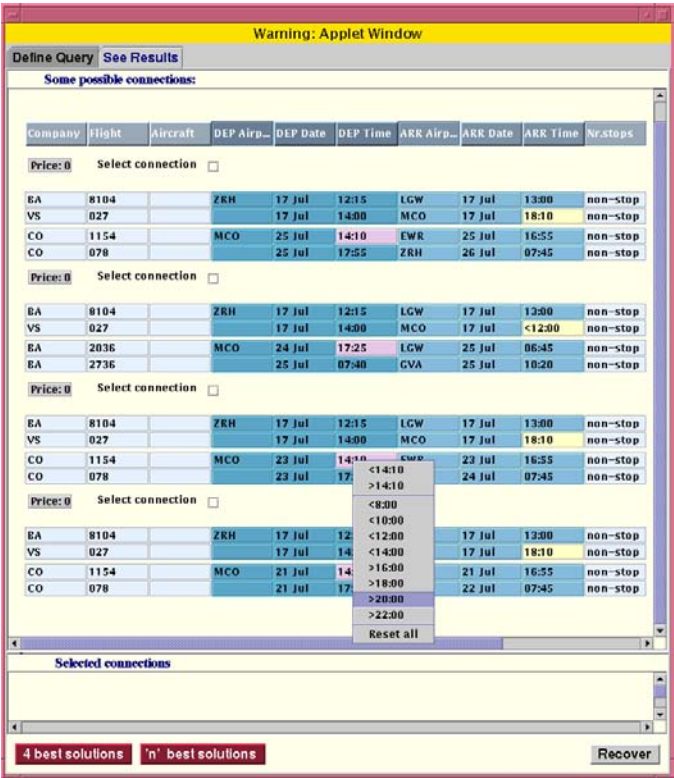 Warning: Applet Window
Define Query See Results
Some possible connections:
Company Flight Aircraft DEP Airp... DEP Date DEP Time ARR Airp... ARR Date ARR Time Nr.stops
Price: 0 Select connection
BA 8104 ZRH 17 Jul 12:15 LGW 17 Jul 13:00 non-stop
VS 027 17 Jul 14:00 MCO 17 Jul 18:10 non-stop
CO 1154 MCO 25 Jul 14:10 EWR 25 Jul 16:55 non-stop
CO 078 25 Jul 17:55 ZRH 26 Jul 07:45 non-stop
Price: 0 Select connection
BA 8104 ZRH 17 Jul 12:15 LGW 17 Jul 13:00 non-stop
VS 027 17 Jul 14:00 MCO 17 Jul <12:00 non-stop
BA 2036 MCO 24 Jul 17:25 LGW 25 Jul 06:45 non-stop
BA 2736 25 Jul 07:40 GVA 25 Jul 10:20 non-stop
Price: 0 Select connection
BA 8104 ZRH 17 Jul 12:15 LGW 17 Jul 13:00 non-stop
VS 027 17 Jul 14:00 MCO 17 Jul 18:10 non-stop
CO 1154 MCO 23 Jul 14:10 EWR 23 Jul 16:55 non-stop
CO 078 23 Jul 17 24 Jul 07:45 non-stop
Price: 0 Select connection
BA 8104 ZRH 17 Jul 12 17 Jul 13:00 non-stop
VS 027 17 Jul 14 17 Jul 18:10 non-stop
CO 1154 MCO 21 Jul 14 21 Jul 16:55 non-stop
CO 078 21 Jul 17 22 Jul 07:45 non-stop
<14:10
>14:10
<8:00
<10:00
<12:00
<14:00
>16:00
>18:00
>20:00
>22:00
Reset all
Selected connections
4 best solutions 'n' best solutions Recover